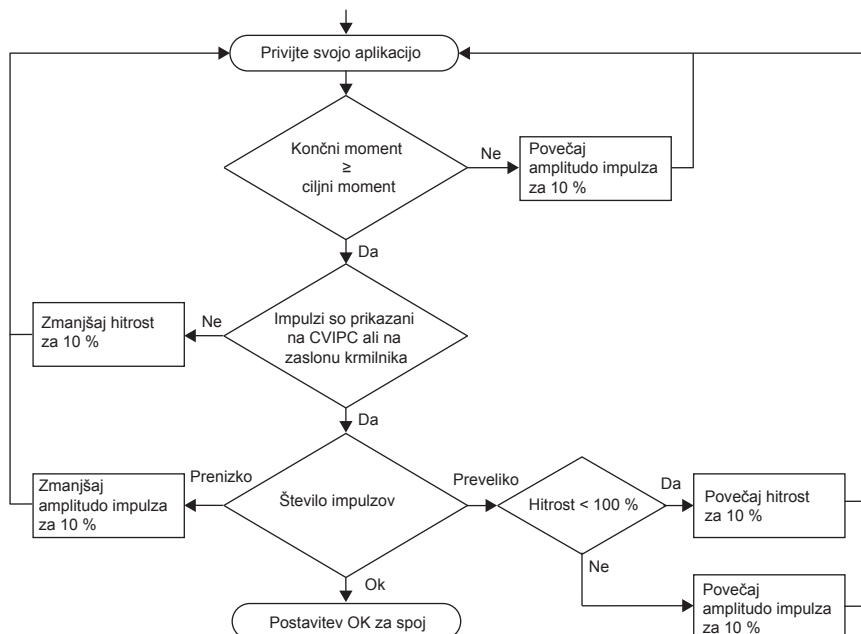 Privijte svojo aplikacijo
Končni moment
≥
ciljni moment
Ne
Povečaj
amplitudo impulza
za 10 %
Da
Zmanjšaj hitrost
za 10 %
Ne
Impulzi so prikazani
na CVIPC ali na
zaslonu krmilnika
Da
Zmanjšaj
amplitudo impulza
za 10 %
Prenizko
Število impulzov
Preveliko
Hitrost < 100 %
Da
Povečaj hitrost
za 10 %
Ne
Povečaj
amplitudo impulza
za 10 %
Ok
Postavitev OK za spoj